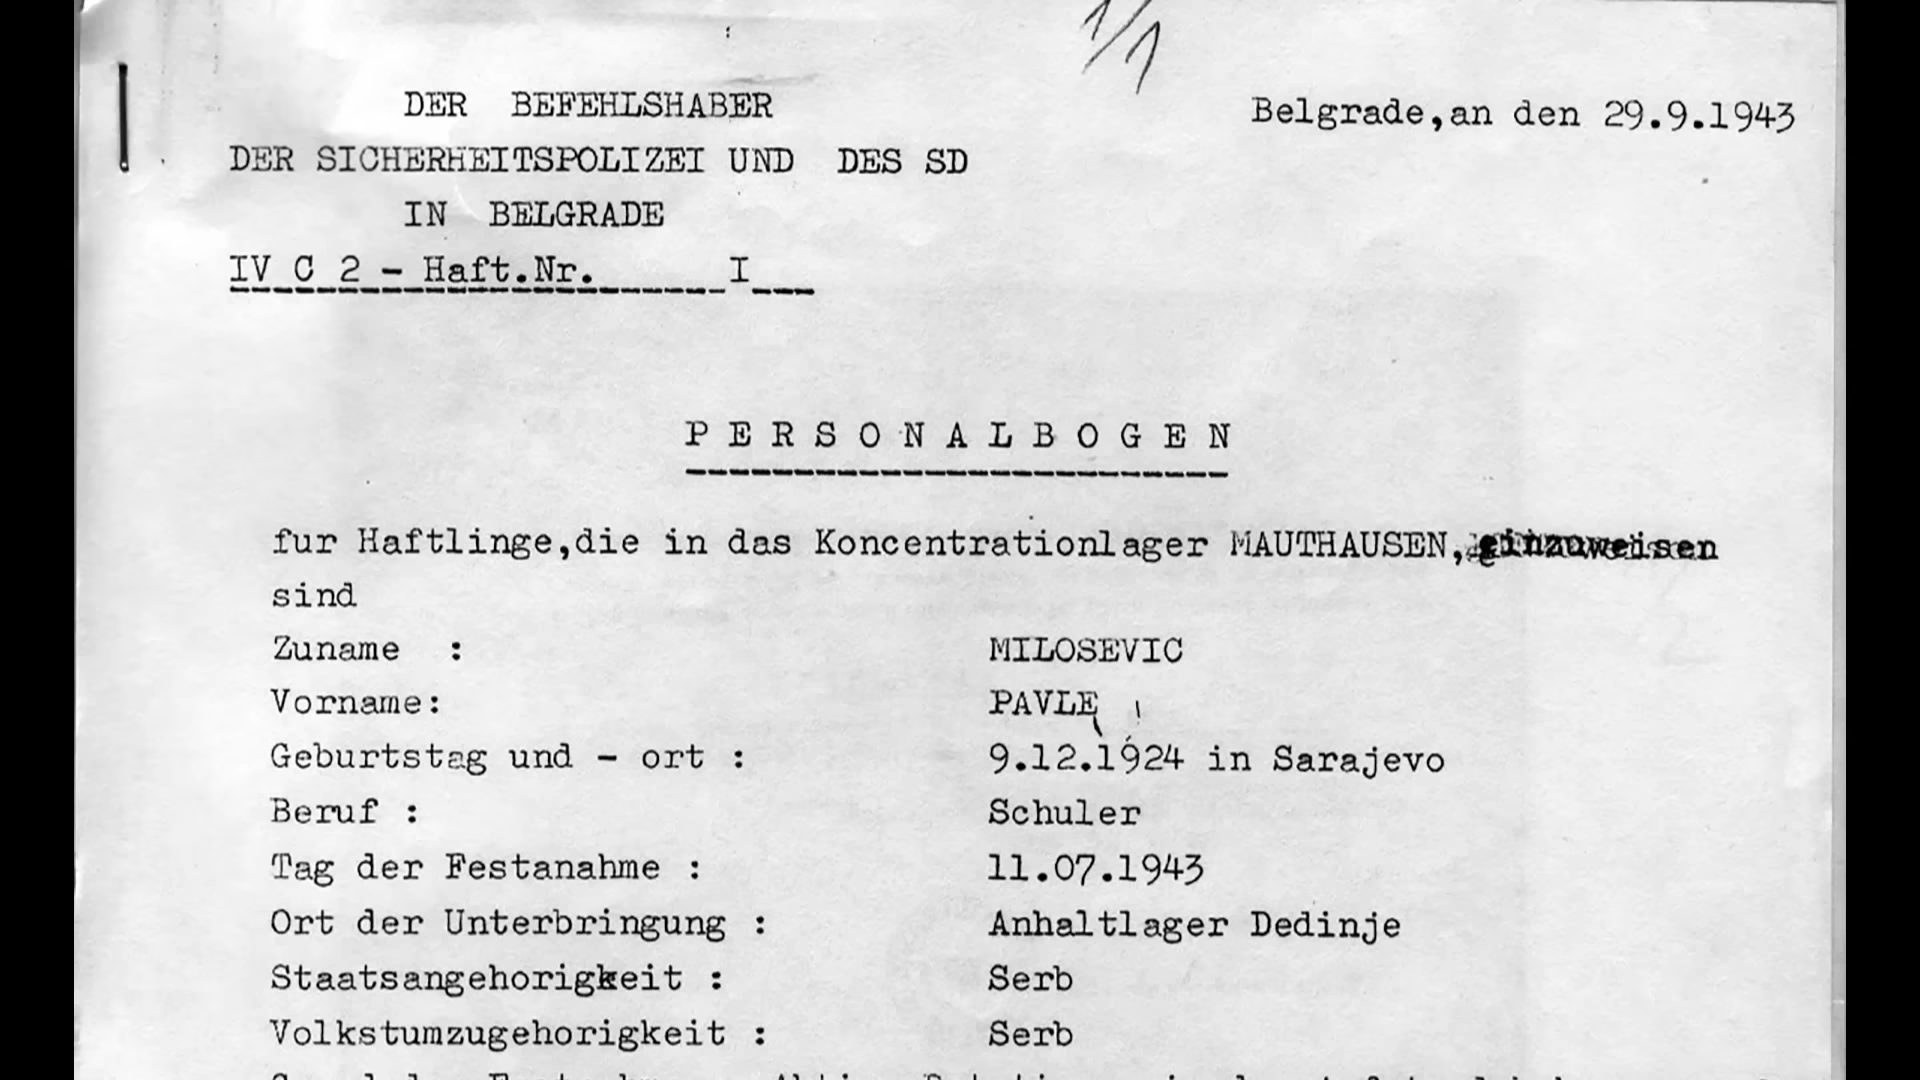 1/1
DER BEFEHLSHABER
Belgrade,an den 29.9.1943
DER SICHERHEITSPOLIZEI UND DES SD
IN BELGRADE
IV C 2 - Haft.Nr. I
PERSONALBOGEN
fur Haftlinge,die in das Koncentrationlager MAUTHAUSEN, einzuweisen
sind
Zuname : MILOSEVIC
Vorname: PAVLE
Geburtstag und - ort : 9.12.1924 in Sarajevo
Beruf : Schuler
Tag der Festanahme : 11.07.1943
Ort der Unterbringung : Anhaltlager Dedinje
Staatsangehorigkeit : Serb
Volkstumzugehorigkeit : Serb